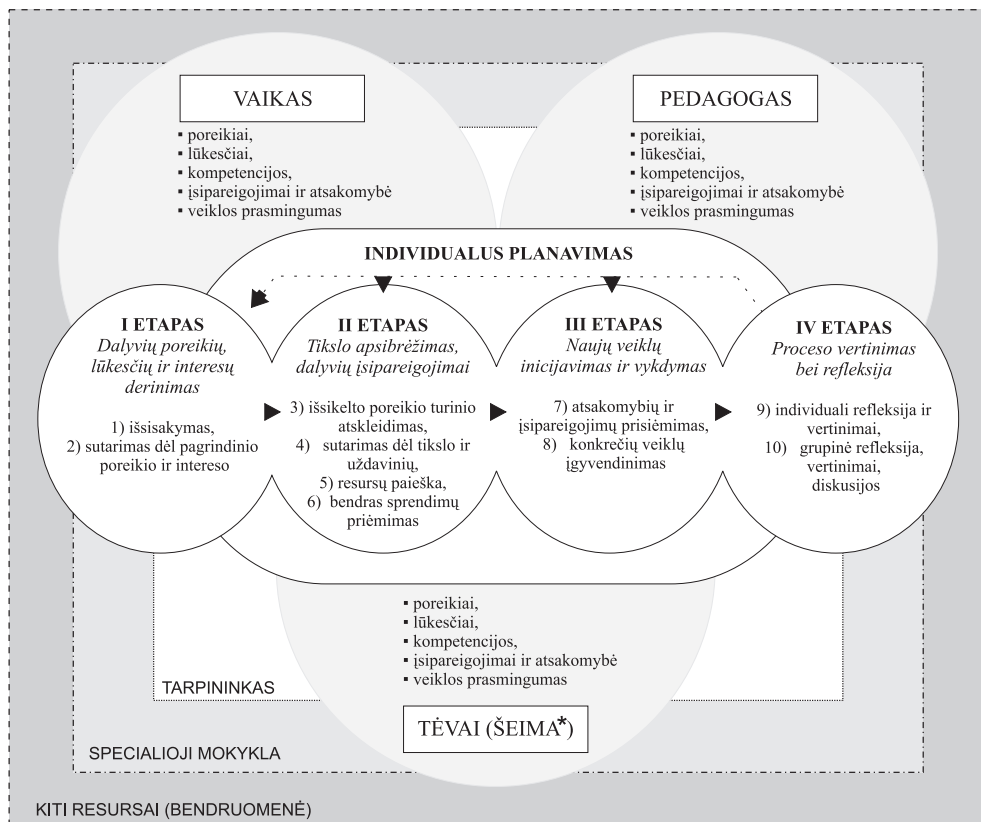 VAIKAS
▪ poreikiai,
▪ lūkesčiai,
▪ kompetencijos,
▪ įsipareigojimai ir atsakomybė
▪ veiklos prasmingumas
PEDAGOGAS
▪ poreikiai,
▪ lūkesčiai,
▪ kompetencijos,
▪ įsipareigojimai ir atsakomybė
▪ veiklos prasmingumas
INDIVIDUALUS PLANAVIMAS
I ETAPAS
Dalyvių poreikių,
lūkesčių ir interesų
derinimas
1) išsisakymas,
2) sutarimas dėl pagrindinio
poreikio ir intereso
II ETAPAS
Tikslo apsibrėžimas,
dalyvių įsipareigojimai
3) išsikelto poreikio turinio
atskleidimas,
4) sutarimas dėl tikslo ir
uždavinių,
5) resursų paieška,
6) bendras sprendimų
priėmimas
III ETAPAS
Naujų veiklų
inicijavimas ir vykdymas
7) atsakomybių ir
įsipareigojimų prisiėmimas,
8) konkrečių veiklų
įgyvendinimas
IV ETAPAS
Proceso vertinimas
bei refleksija
9) individuali refleksija ir
vertinimai,
10) grupinė refleksija,
vertinimai,
diskusijos
▪ poreikiai,
▪ lūkesčiai,
▪ kompetencijos,
▪ įsipareigojimai ir atsakomybė
▪ veiklos prasmingumas
TĖVAI (ŠEIMA*)
TARPININKAS
SPECIALIOJI MOKYKLA
KITI RESURSAI (BENDRUOMENĖ)